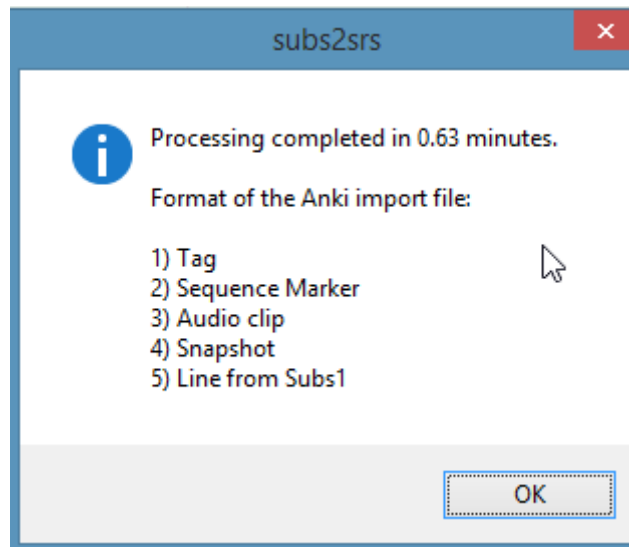 subs2srs
Processing completed in 0.63 minutes.
Format of the Anki import file:
1) Tag
2) Sequence Marker
3) Audio clip
4) Snapshot
5) Line from Subs1
OK